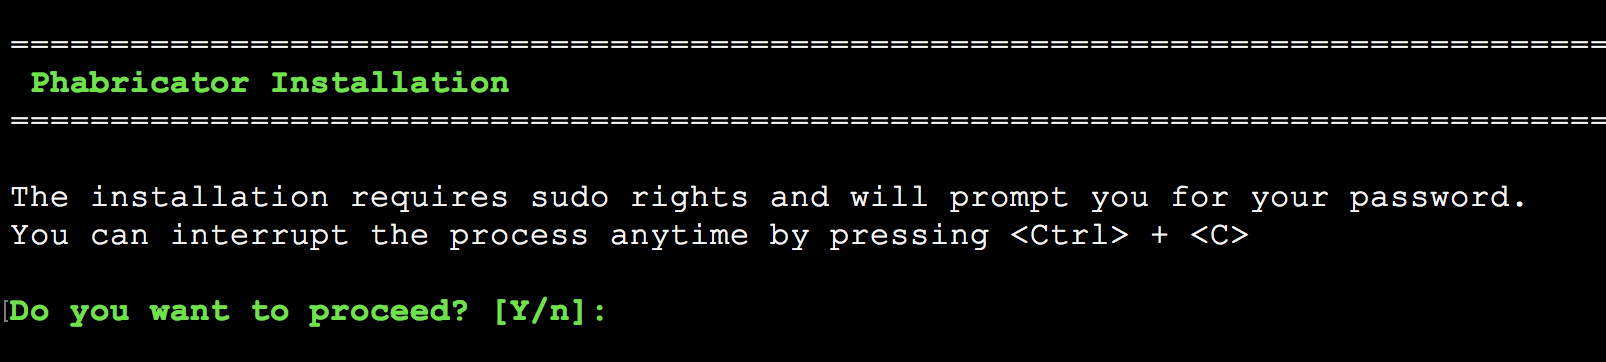 ================================================================================
Phabricator Installation
================================================================================
The installation requires sudo rights and will prompt you for your password.
You can interrupt the process anytime by pressing <Ctrl> + <C>
[Do you want to proceed? [Y/n]: